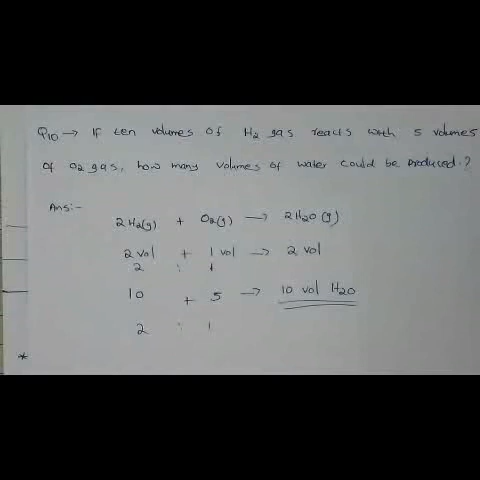 Q10 → If ten volumes of H2 gas reacts with 5 volumes
of O2 gas, how many volumes of water could be produced.?
Ans:-
2H2(g) + O2(g) → 2H2O(g)
2 vol + 1 vol → 2 vol
2 : 1
10 + 5 → 10 vol H2O
2 : 1
*